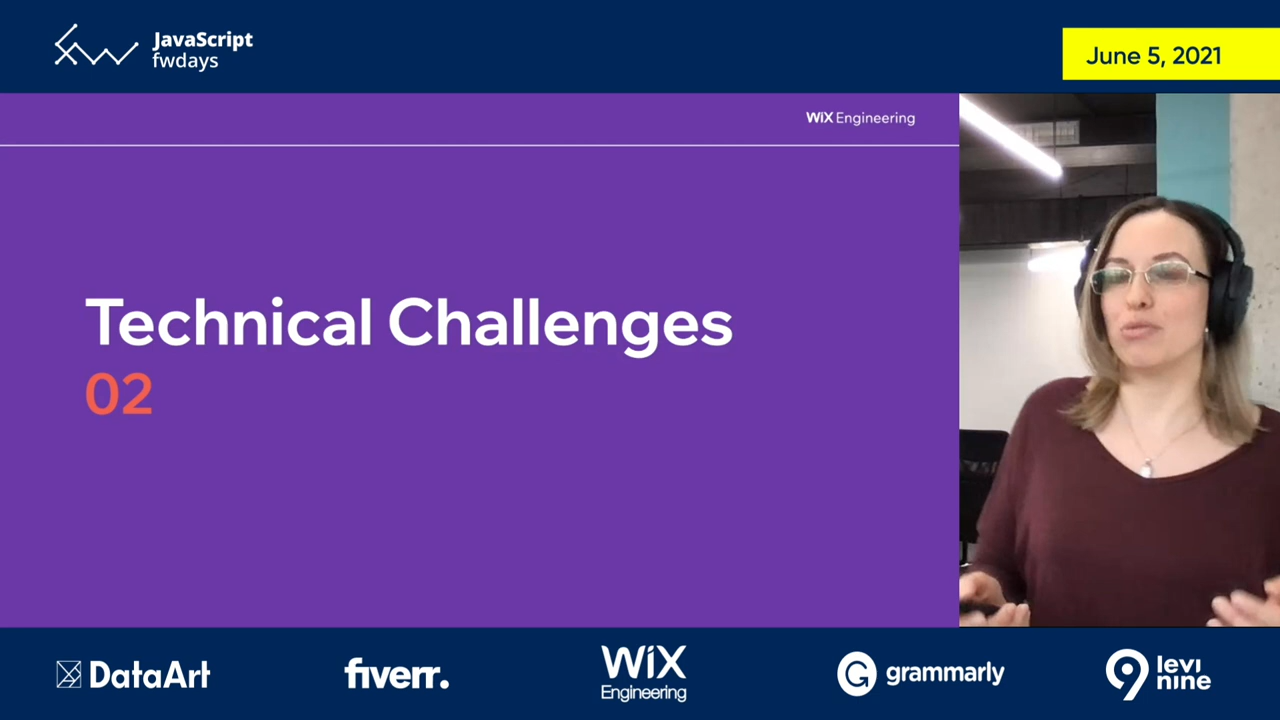 JavaScript
fwdays
June 5, 2021
WiX Engineering
Technical Challenges
02
DataArt
fiverr.
WiX
Engineering
grammarly
levi
nine